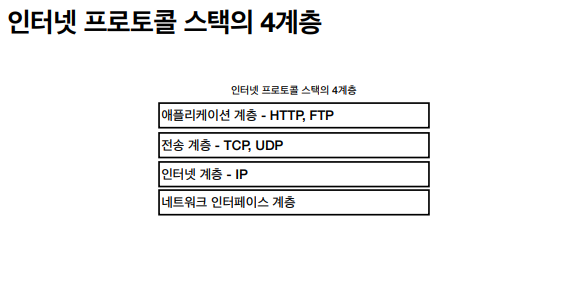 인터넷 프로토콜 스택의 4계층
인터넷 프로토콜 스택의 4계층
애플리케이션 계층 - HTTP, FTP
전송 계층 - TCP, UDP
인터넷 계층 - IP
네트워크 인터페이스 계층